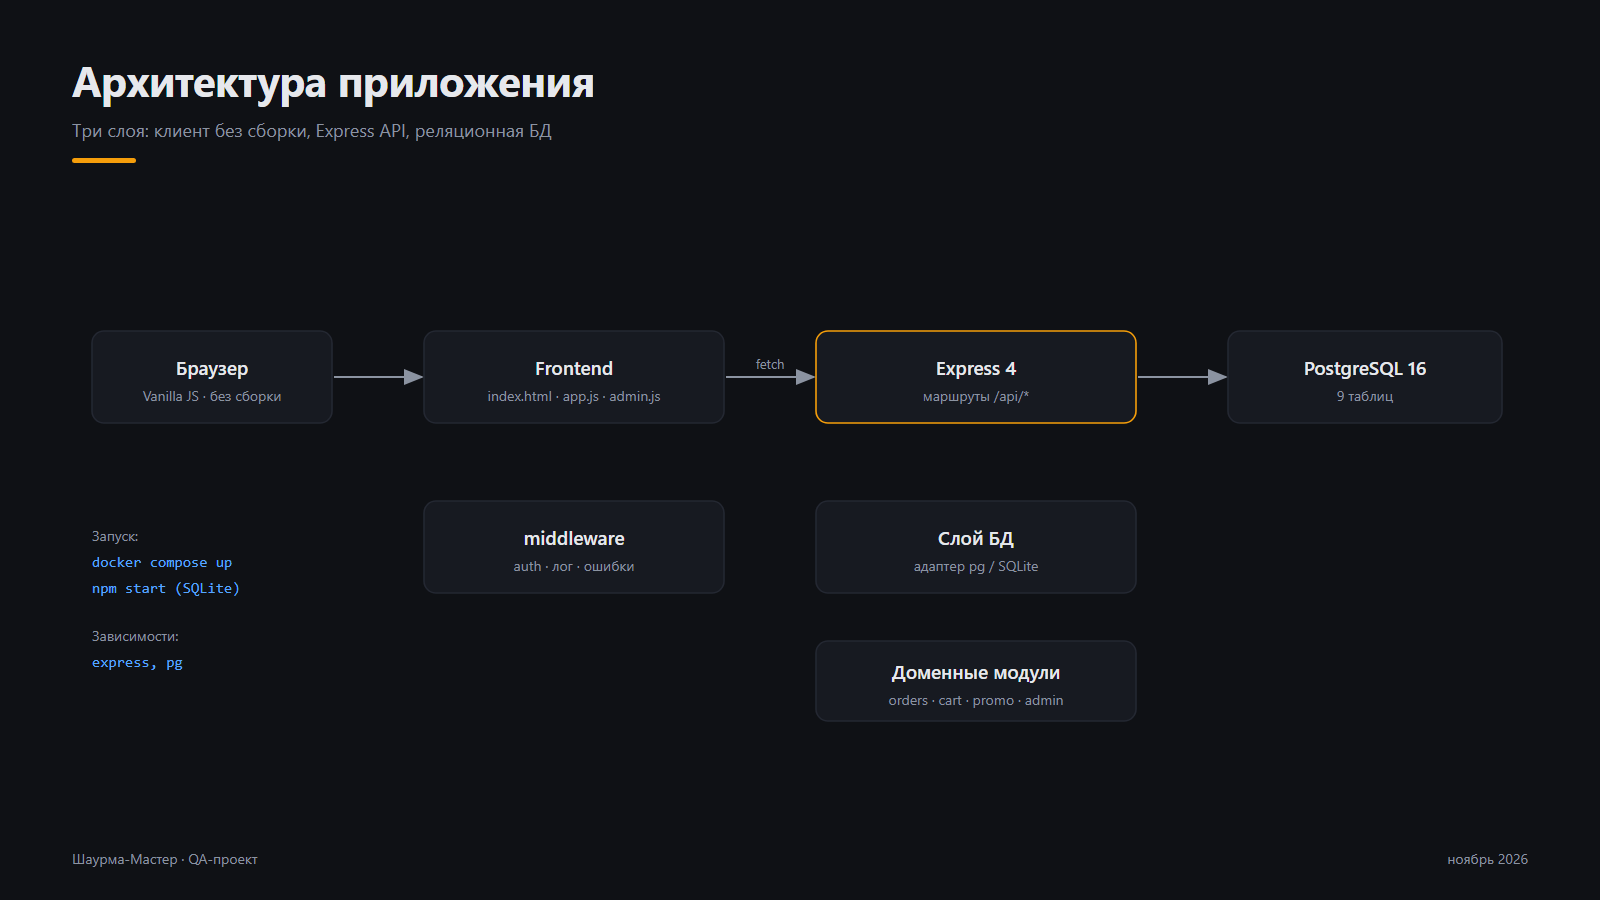 Архитектура приложения
Три слоя: клиент без сборки, Express API, реляционная БД
Браузер
Vanilla JS · без сборки
Frontend
index.html · app.js · admin.js
fetch
Express 4
маршруты /api/*
PostgreSQL 16
9 таблиц
Запуск:
docker compose up
npm start (SQLite)
Зависимости:
express, pg
middleware
auth · лог · ошибки
Слой БД
адаптер pg / SQLite
Доменные модули
orders · cart · promo · admin
Шаурма-Мастер · QA-проект
ноябрь 2026